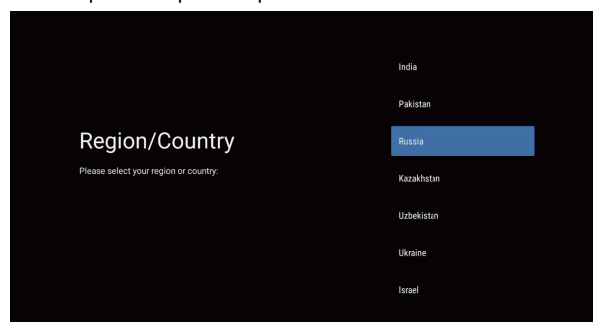 Region/Country
Please select your region or country:
India
Pakistan
Russia
Kazakhstan
Uzbekistan
Ukraine
Israel